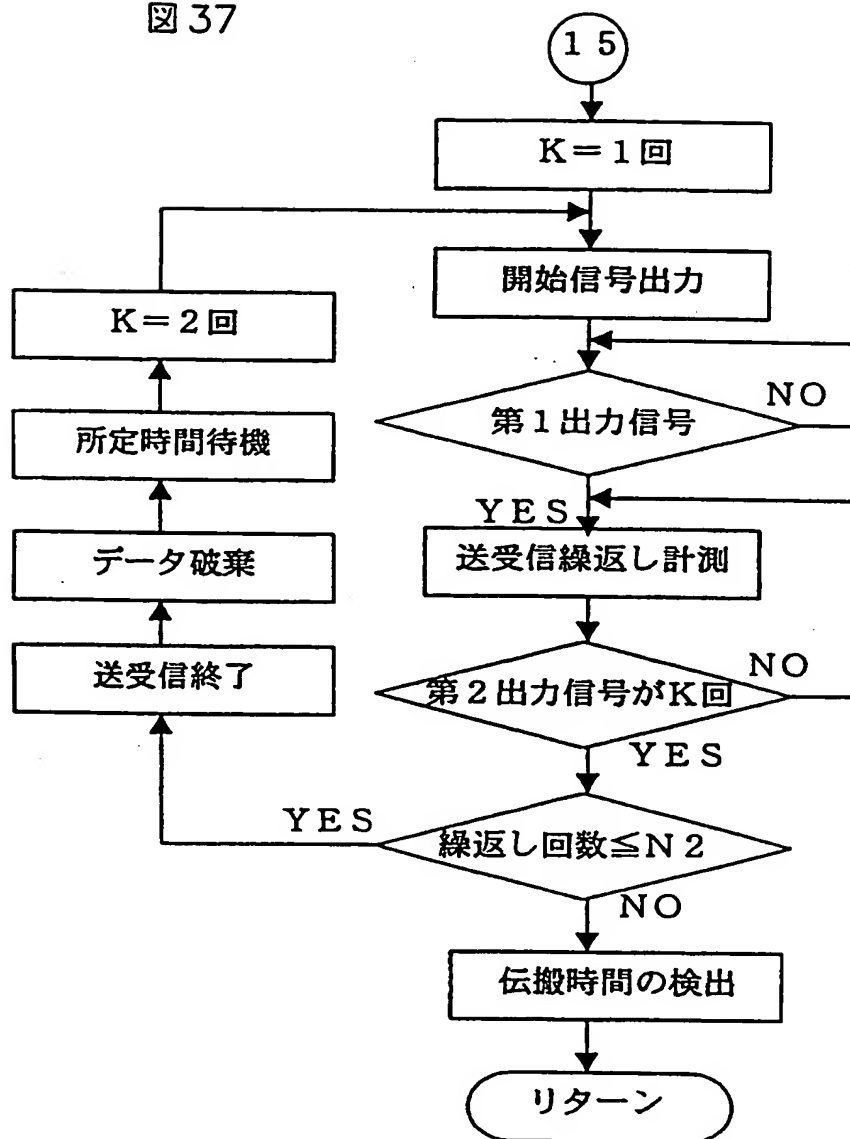 図37
15
K=1回
開始信号出力
K=2回
第1出力信号
NO
所定時間待機
YES
送受信繰返し計測
データ破棄
第2出力信号がK回
NO
送受信終了
YES
YES
繰返し回数≦N2
NO
伝搬時間の検出
リターン